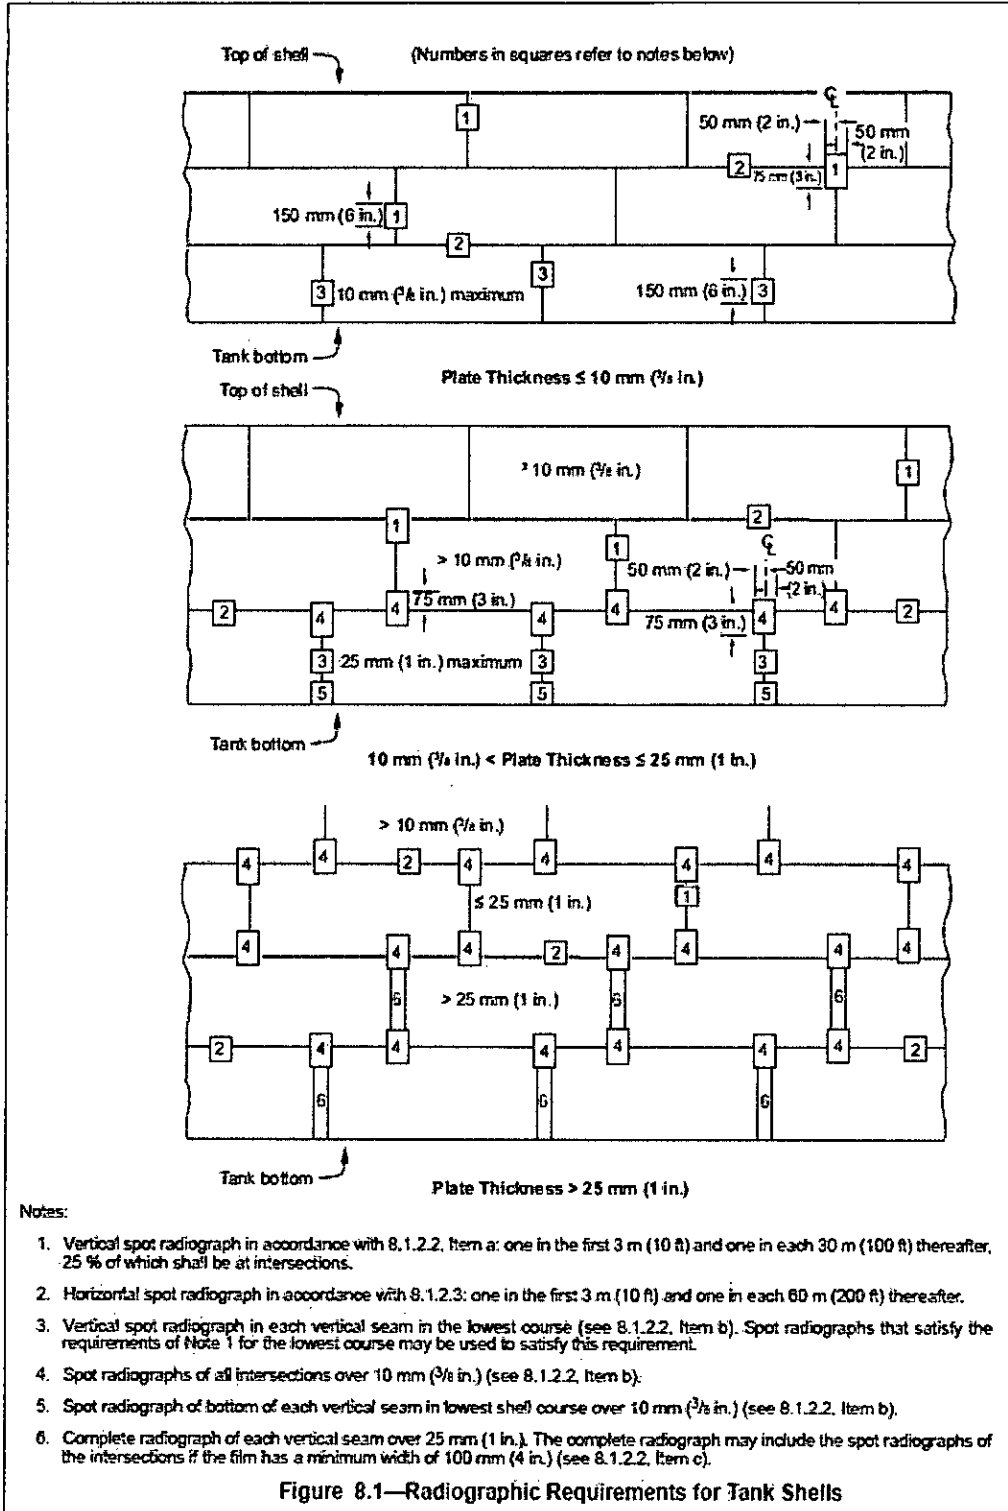 Top of shell (Numbers in squares refer to notes below)
℄
1
50 mm (2 in.)
50 mm
(2 in.)
2
75 mm (3 in.)
1
150 mm (6 in.)
1
2
3
3
10 mm (3/8 in.) maximum
150 mm (6 in.)
3
Tank bottom
Plate Thickness ≤ 10 mm (3/8 in.)
Top of shell
10 mm (3/8 in.)
1
1
2
℄
1
> 10 mm (3/8 in.)
50 mm (2 in.)
50 mm
(2 in.)
75 mm (3 in.)
2
4
4
4
4
75 mm (3 in.)
4
4
2
3
25 mm (1 in.) maximum
3
3
5
5
5
Tank bottom
10 mm (3/8 in.) < Plate Thickness ≤ 25 mm (1 in.)
> 10 mm (3/8 in.)
4
4
2
4
4
4
4
4
≤ 25 mm (1 in.)
1
4
4
4
2
4
4
4
4
6
> 25 mm (1 in.)
6
6
2
4
4
4
4
4
4
2
6
6
6
Tank bottom
Plate Thickness > 25 mm (1 in.)
Notes:
1. Vertical spot radiograph in accordance with 8.1.2.2, Item a: one in the first 3 m (10 ft) and one in each 30 m (100 ft) thereafter,
25 % of which shall be at intersections.
2. Horizontal spot radiograph in accordance with 8.1.2.3: one in the first 3 m (10 ft) and one in each 60 m (200 ft) thereafter.
3. Vertical spot radiograph in each vertical seam in the lowest course (see 8.1.2.2, Item b). Spot radiographs that satisfy the
requirements of Note 1 for the lowest course may be used to satisfy this requirement.
4. Spot radiographs of all intersections over 10 mm (3/8 in.) (see 8.1.2.2, Item b).
5. Spot radiograph of bottom of each vertical seam in lowest shell course over 10 mm (3/8 in.) (see 8.1.2.2, Item b).
6. Complete radiograph of each vertical seam over 25 mm (1 in.). The complete radiograph may include the spot radiographs of
the intersections if the film has a minimum width of 100 mm (4 in.) (see 8.1.2.2, Item c).
Figure 8.1—Radiographic Requirements for Tank Shells